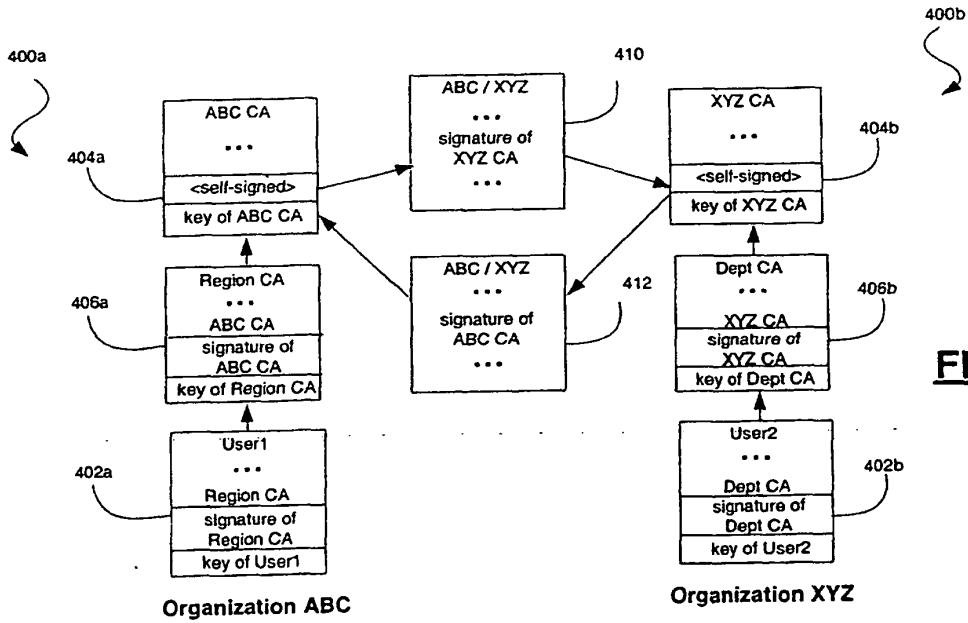 400a
400b
410
ABC / XYZ
...
signature of
XYZ CA
...
ABC CA
...
<self-signed>
key of ABC CA
404a
XYZ CA
...
<self-signed>
key of XYZ CA
404b
Region CA
...
ABC CA
signature of
ABC CA
key of Region CA
406a
ABC / XYZ
...
signature of
ABC CA
...
412
Dept CA
...
XYZ CA
signature of
XYZ CA
key of Dept CA
406b
User1
...
Region CA
signature of
Region CA
key of User1
402a
User2
...
Dept CA
signature of
Dept CA
key of User2
402b
Organization ABC
Organization XYZ